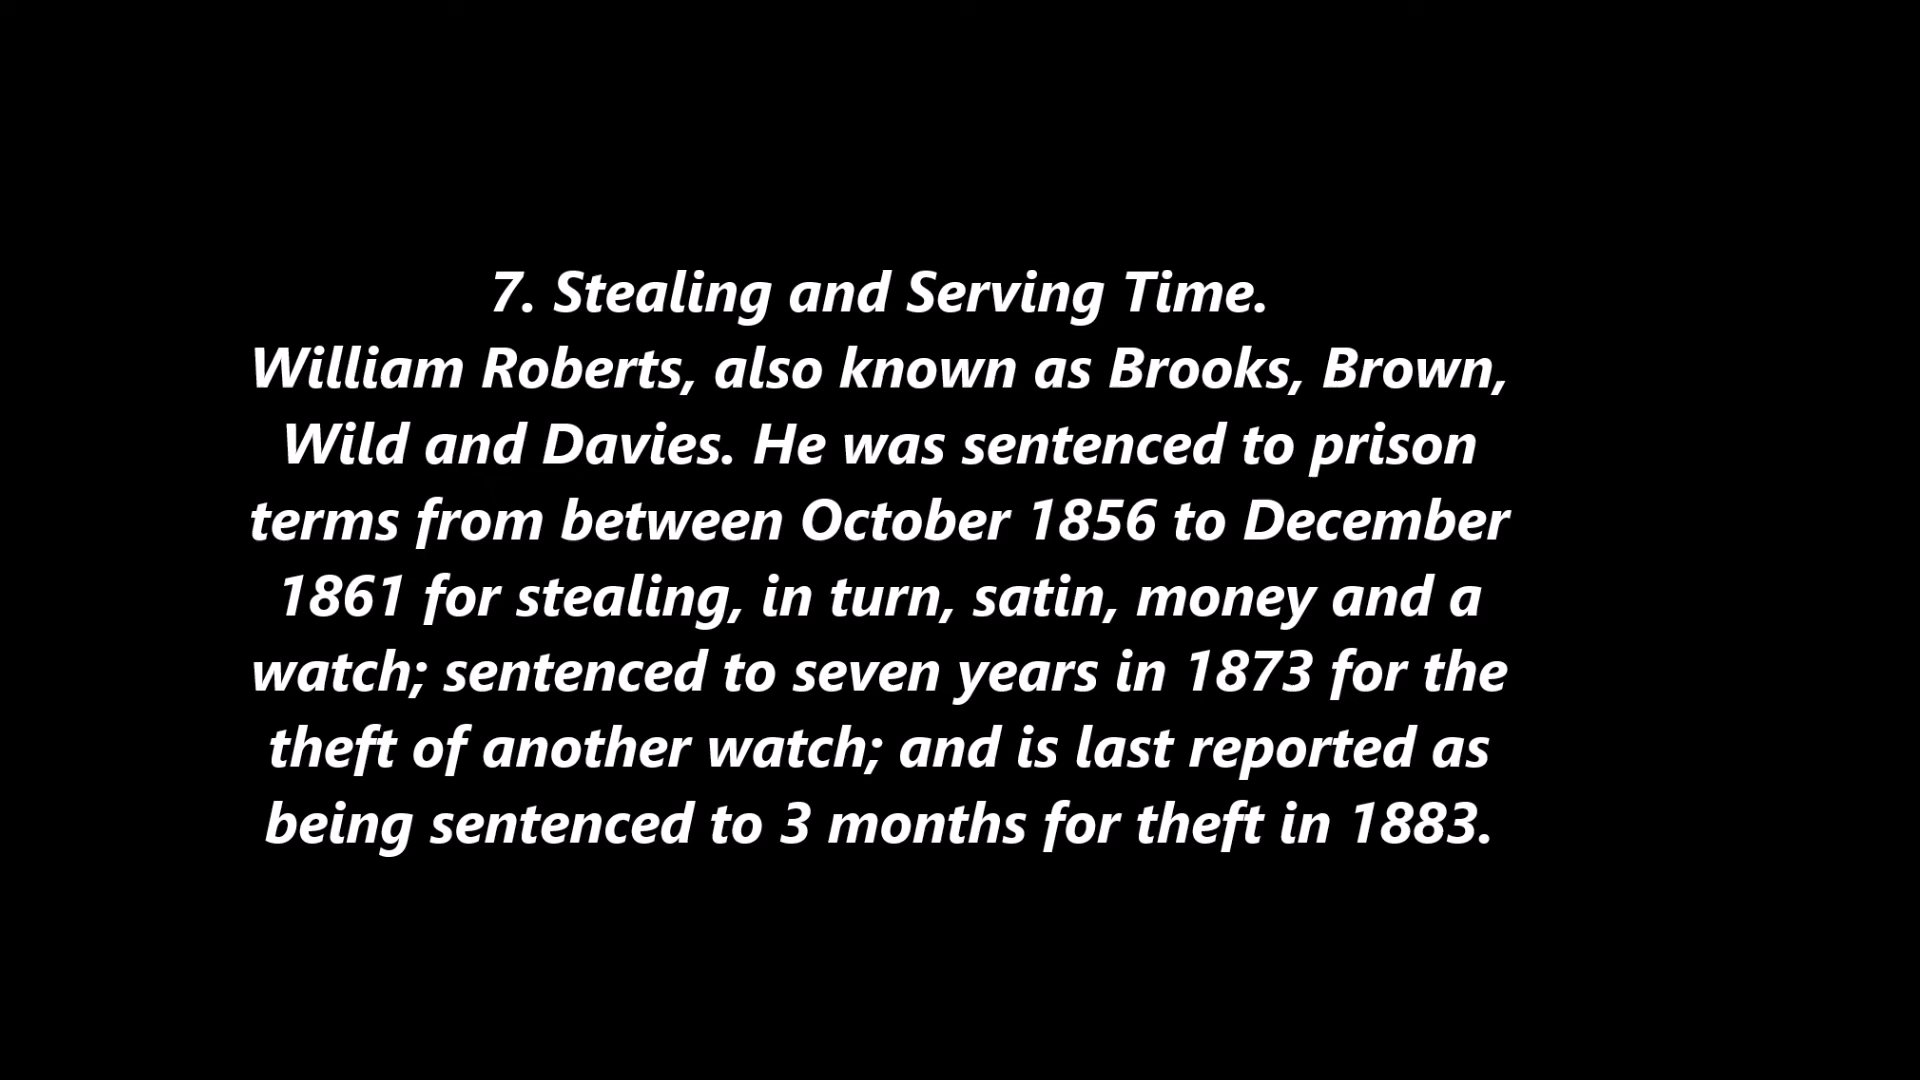 7. Stealing and Serving Time.
William Roberts, also known as Brooks, Brown,
Wild and Davies. He was sentenced to prison
terms from between October 1856 to December
1861 for stealing, in turn, satin, money and a
watch; sentenced to seven years in 1873 for the
theft of another watch; and is last reported as
being sentenced to 3 months for theft in 1883.